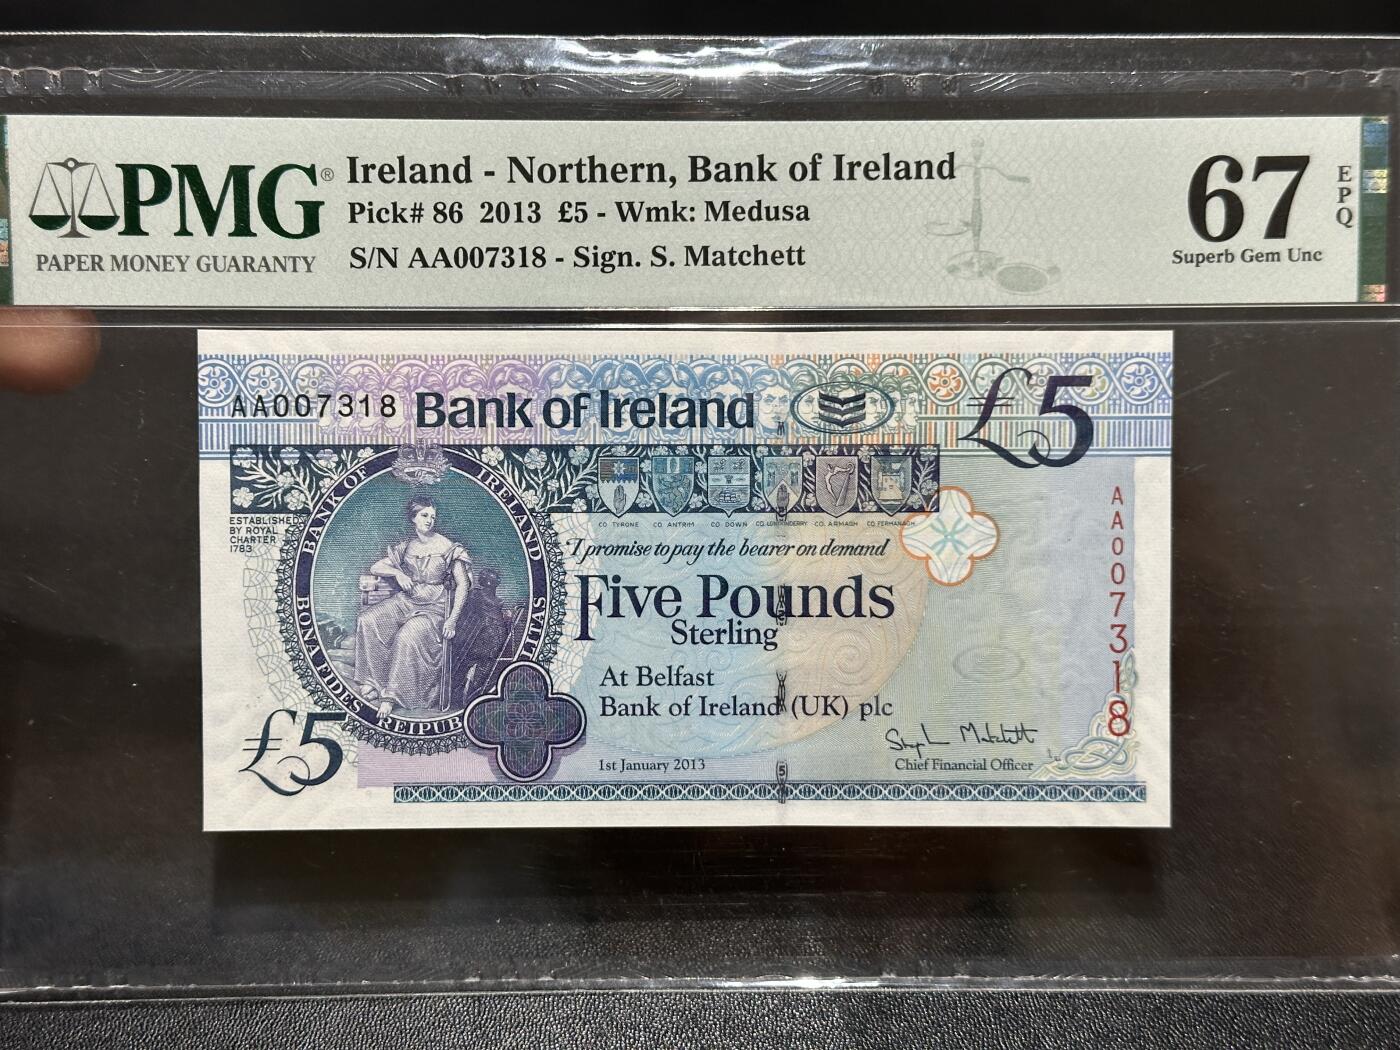 PMG®
PAPER MONEY GUARANTY
Ireland - Northern, Bank of Ireland
Pick# 86 2013 £5 - Wmk: Medusa
S/N AA007318 - Sign. S. Matchett
67
EPQ
Superb Gem Unc
AA007318
Bank of Ireland
£5
ESTABLISHED
BY ROYAL
CHARTER
1783
BANK OF IRELAND
BONA FIDES REIPUB LITAS
CO TYRONE CO ANTRIM CO DOWN CO LONDONDERRY CO. ARMAGH CO FERMANAGH
I promise to pay the bearer on demand
Five Pounds
Sterling
At Belfast
Bank of Ireland (UK) plc
1st January 2013
Stephen Matchett
Chief Financial Officer
£5
5
AA007318